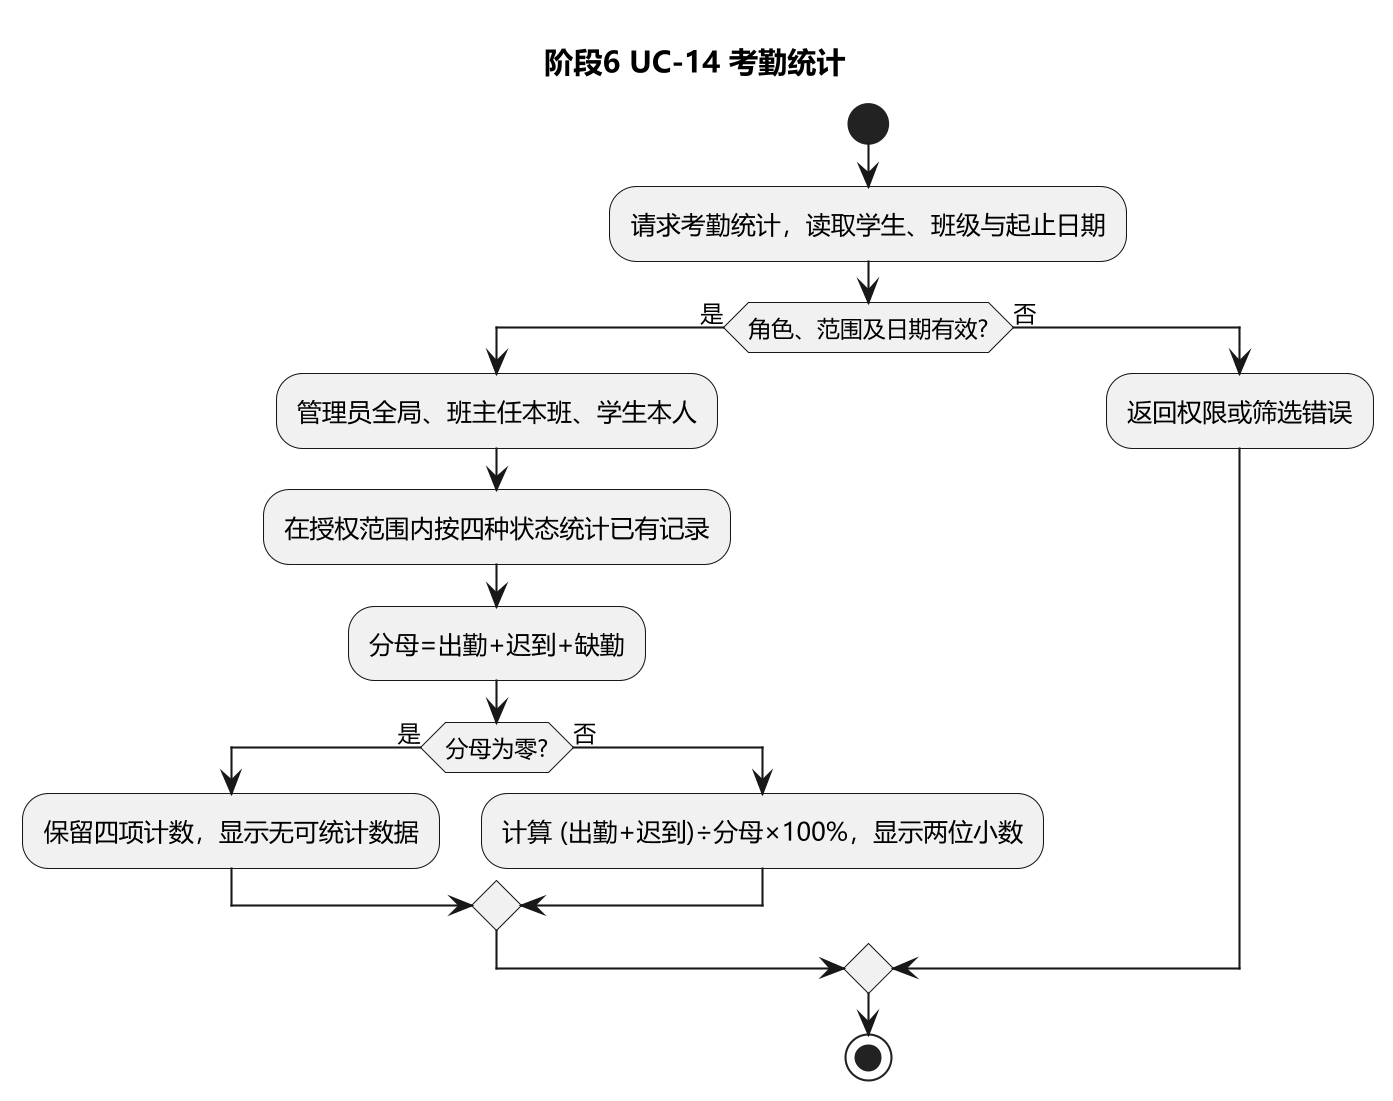 阶段6 UC-14 考勤统计
请求考勤统计，读取学生、班级与起止日期
是
角色、范围及日期有效?
否
管理员全局、班主任本班、学生本人
返回权限或筛选错误
在授权范围内按四种状态统计已有记录
分母=出勤+迟到+缺勤
是
分母为零?
否
保留四项计数，显示无可统计数据
计算 (出勤+迟到)÷分母×100%，显示两位小数